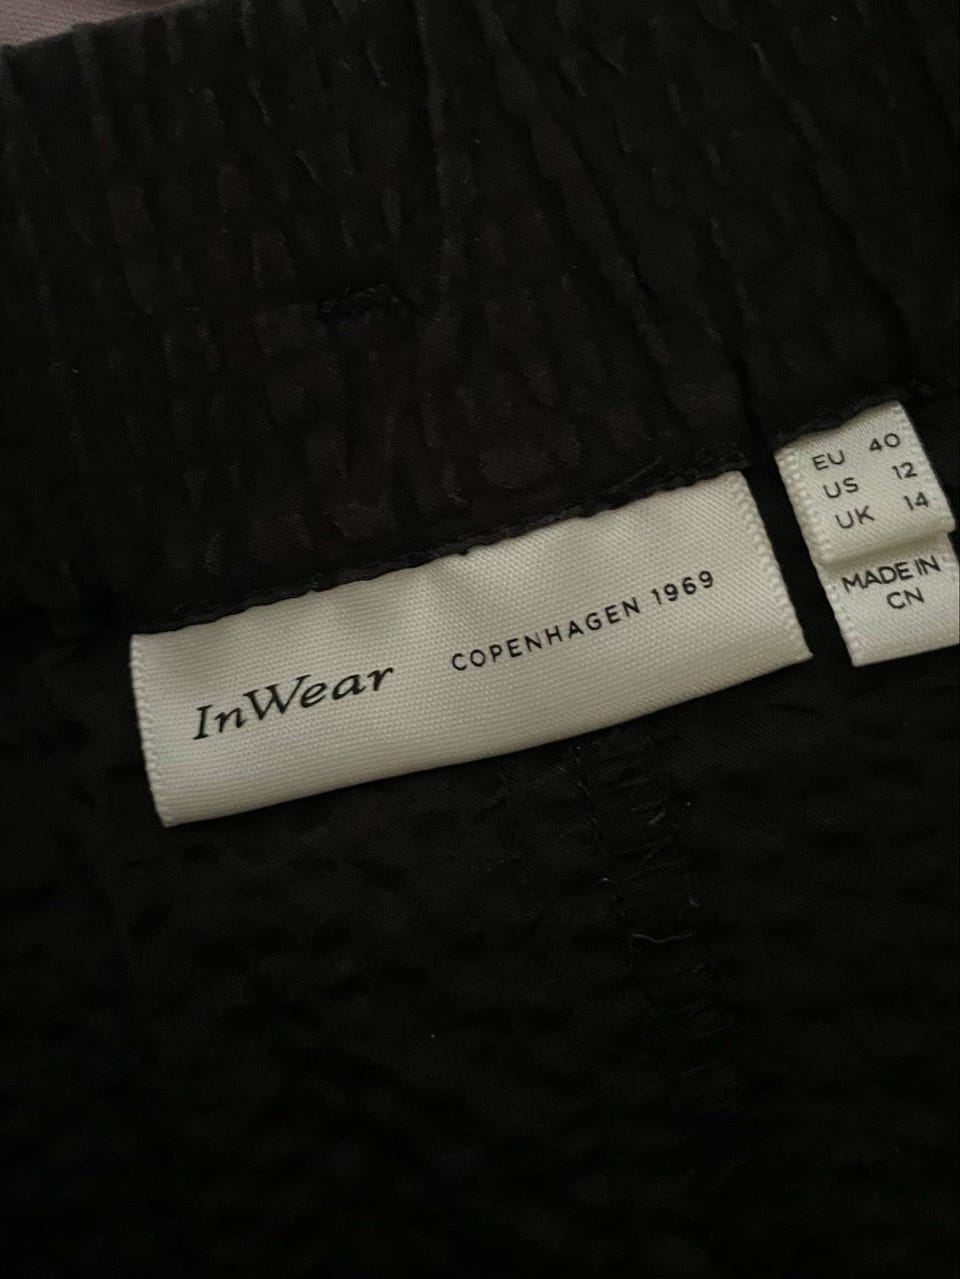 InWear COPENHAGEN 1969
EU 40
US 12
UK 14
MADE IN
CN